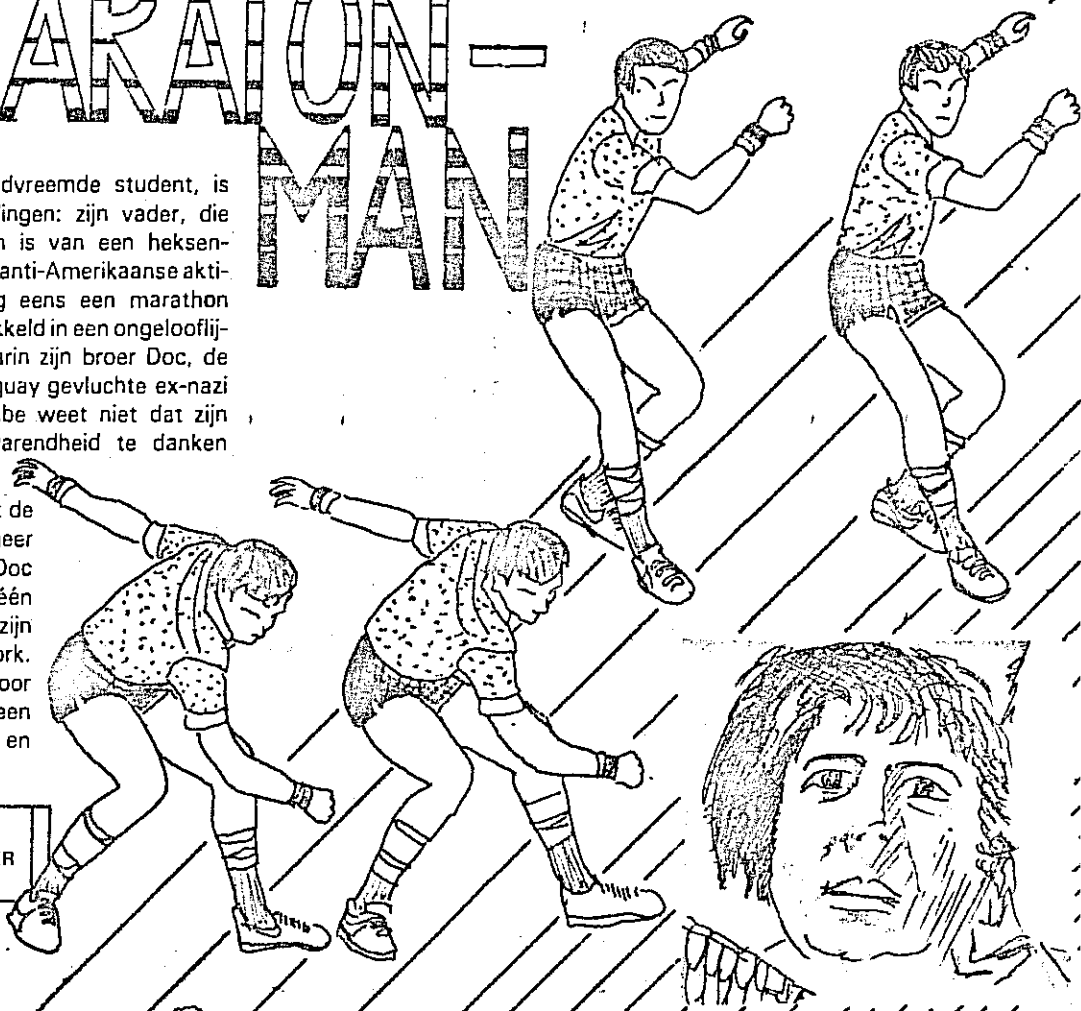 ARATON-
MAN
dvreemde student, is
ingen: zijn vader, die
is van een heksen-
anti-Amerikaanse akti-
g eens een marathon
kkeld in een ongelooflij-
arin zijn broer Doc, de
guay gevluchte ex-nazi
be weet niet dat zijn
arendheid te danken
de
eer
Doc
één
zijn
ork.
oor
een
en
ER